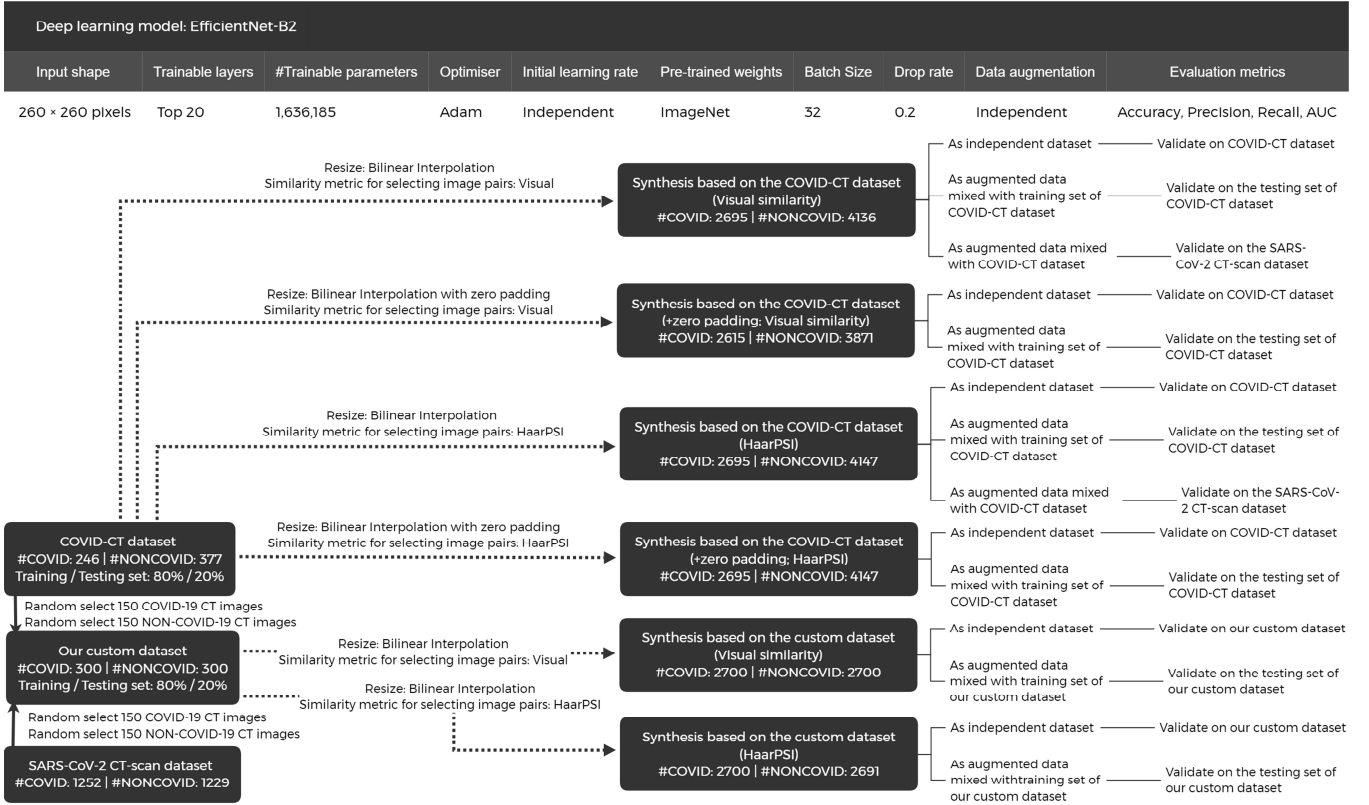 Deep learning model: EfficientNet-B2
Input shape
Trainable layers
#Trainable parameters
Optimiser
Initial learning rate
Pre-trained weights
Batch Size
Drop rate
Data augmentation
Evaluation metrics
260 × 260 pixels
Top 20
1,636,185
Adam
Independent
ImageNet
32
0.2
Independent
Accuracy, Precision, Recall, AUC
Resize: Bilinear Interpolation
Similarity metric for selecting image pairs: Visual
Synthesis based on the COVID-CT dataset
(Visual similarity)
#COVID: 2695 | #NONCOVID: 4136
As independent dataset
Validate on COVID-CT dataset
As augmented data
mixed with training set of
COVID-CT dataset
Validate on the testing set of
COVID-CT dataset
As augmented data mixed
with COVID-CT dataset
Validate on the SARS-
CoV-2 CT-scan dataset
Resize: Bilinear Interpolation with zero padding
Similarity metric for selecting image pairs: Visual
Synthesis based on the COVID-CT dataset
(+zero padding; Visual similarity)
#COVID: 2615 | #NONCOVID: 3871
As independent dataset
Validate on COVID-CT dataset
As augmented data
mixed with training set of
COVID-CT dataset
Validate on the testing set of
COVID-CT dataset
Resize: Bilinear Interpolation
Similarity metric for selecting image pairs: HaarPSI
Synthesis based on the COVID-CT dataset
(HaarPSI)
#COVID: 2695 | #NONCOVID: 4147
As independent dataset
Validate on COVID-CT dataset
As augmented data
mixed with training set of
COVID-CT dataset
Validate on the testing set of
COVID-CT dataset
As augmented data mixed
with COVID-CT dataset
Validate on the SARS-CoV-
2 CT-scan dataset
COVID-CT dataset
#COVID: 246 | #NONCOVID: 377
Training / Testing set: 80% / 20%
Resize: Bilinear Interpolation with zero padding
Similarity metric for selecting image pairs: HaarPSI
Synthesis based on the COVID-CT dataset
(+zero padding; HaarPSI)
#COVID: 2695 | #NONCOVID: 4147
As independent dataset
Validate on COVID-CT dataset
As augmented data
mixed with training set of
COVID-CT dataset
Validate on the testing set of
COVID-CT dataset
Random select 150 COVID-19 CT images
Random select 150 NON-COVID-19 CT images
Our custom dataset
#COVID: 300 | #NONCOVID: 300
Training / Testing set: 80% / 20%
Resize: Bilinear Interpolation
Similarity metric for selecting image pairs: Visual
Synthesis based on the custom dataset
(Visual similarity)
#COVID: 2700 | #NONCOVID: 2700
As independent dataset
Validate on our custom dataset
As augmented data
mixed with training set of
our custom dataset
Validate on the testing set of
our custom dataset
Resize: Bilinear Interpolation
Similarity metric for selecting image pairs: HaarPSI
Random select 150 COVID-19 CT images
Random select 150 NON-COVID-19 CT images
SARS-CoV-2 CT-scan dataset
#COVID: 1252 | #NONCOVID: 1229
Synthesis based on the custom dataset
(HaarPSI)
#COVID: 2700 | #NONCOVID: 2691
As independent dataset
Validate on our custom dataset
As augmented data
mixed withtraining set of
our custom dataset
Validate on the testing set of
our custom dataset